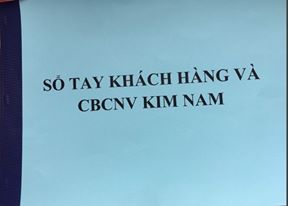 SỔ TAY KHÁCH HÀNG VÀ
CBCNV KIM NAM